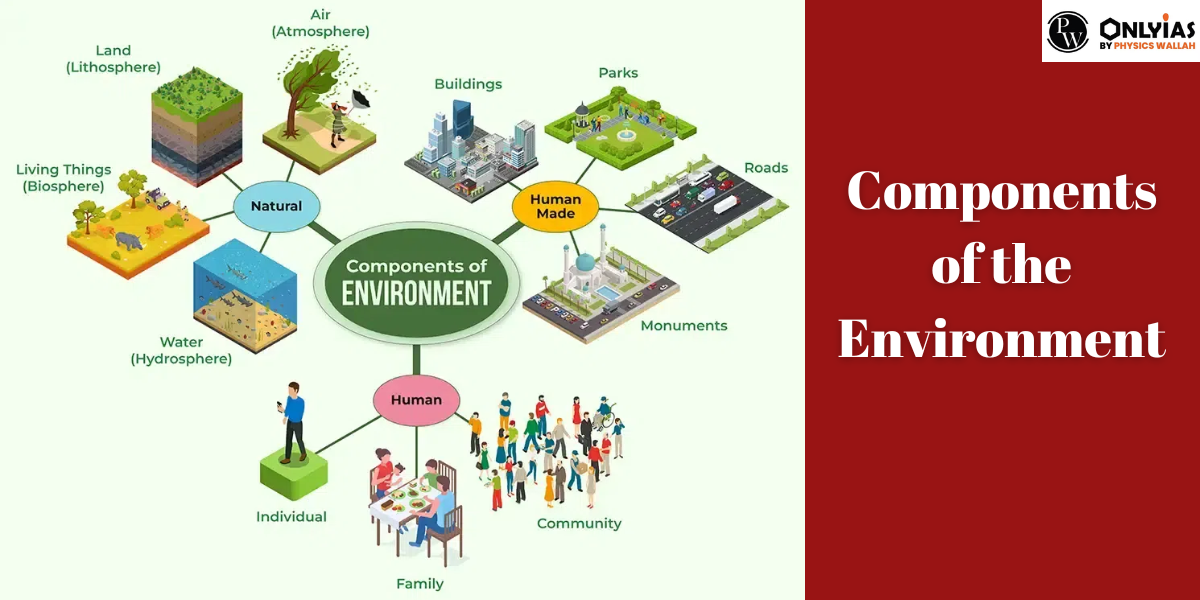 Air
(Atmosphere)
Land
(Lithosphere)
Living Things
(Biosphere)
Natural
Water
(Hydrosphere)
Buildings
Parks
Roads
Human
Made
Monuments
Components of
ENVIRONMENT
Human
Individual
Family
Community
PW
ONLYIAS
BY PHYSICS WALLAH
Components
of the
Environment